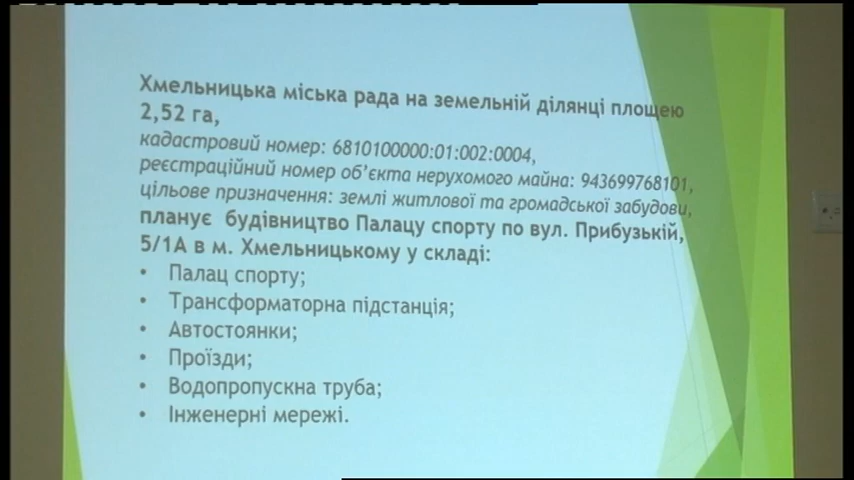 Хмельницька міська рада на земельній ділянці площею
2,52 га,
кадастровий номер: 6810100000:01:002:0004,
реєстраційний номер об’єкта нерухомого майна: 943699768101,
цільове призначення: землі житлової та громадської забудови,
планує будівництво Палацу спорту по вул. Прибузькій,
5/1А в м. Хмельницькому у складі:
• Палац спорту;
• Трансформаторна підстанція;
• Автостоянки;
• Проїзди;
• Водопропускна труба;
• Інженерні мережі.